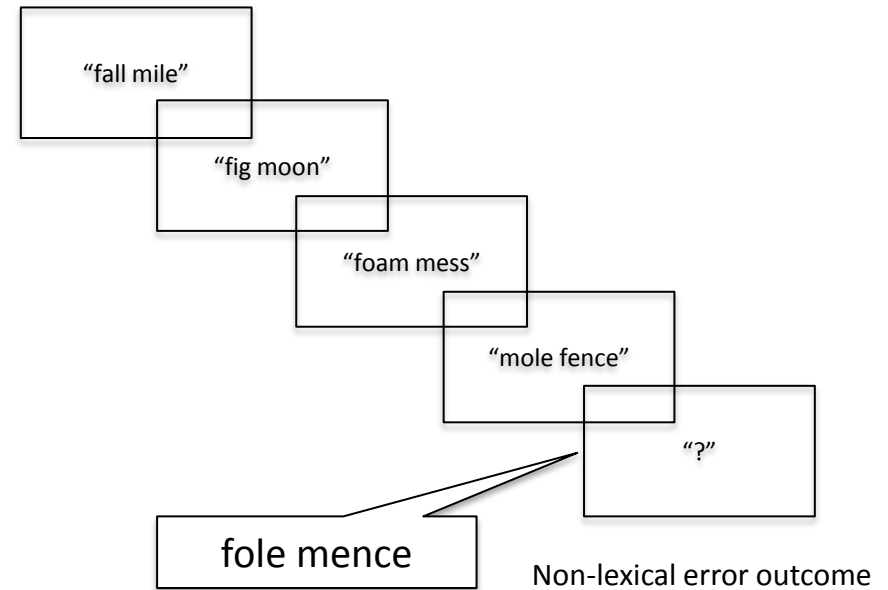 “fall mile”
“fig moon”
“foam mess”
“mole fence”
“?”
fole mence
Non-lexical error outcome